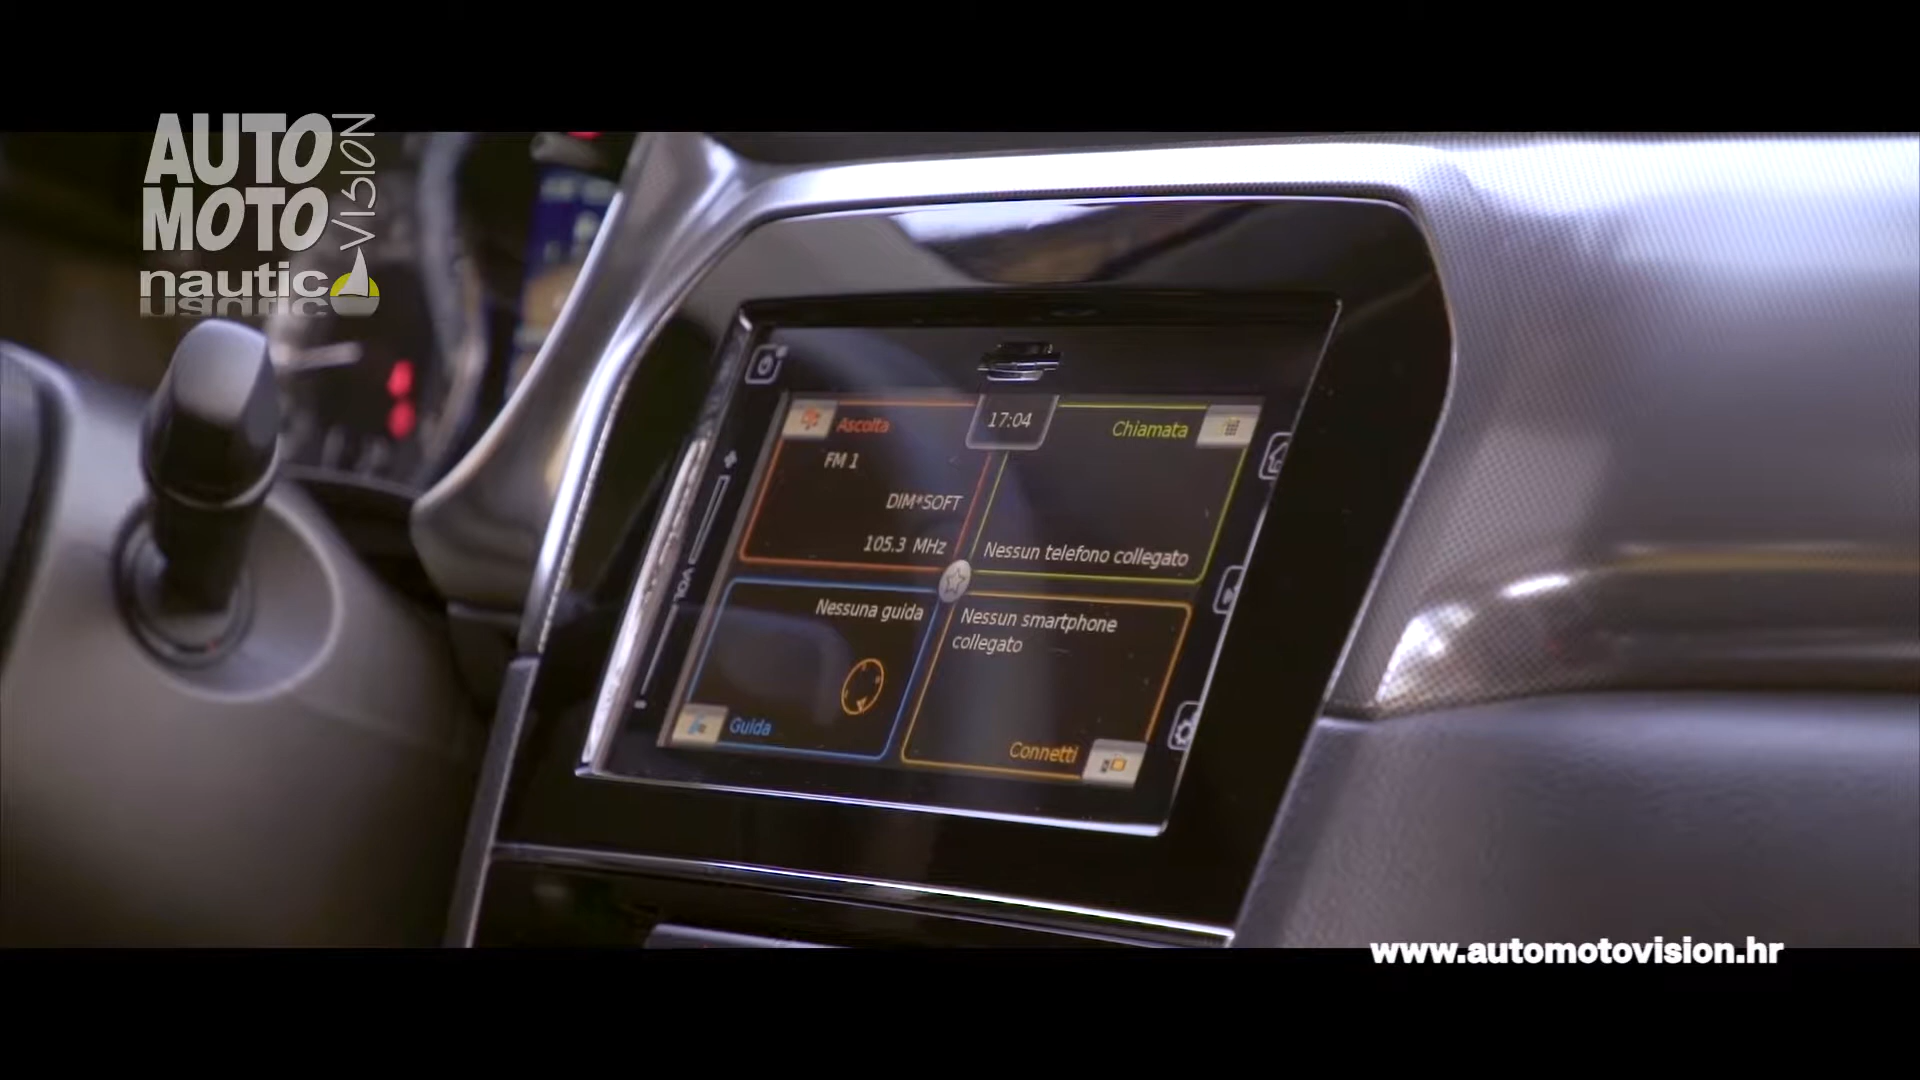 AUTO
MOTO
VISION
nautic
17:04
Ascolta
Chiamata
FM 1
DIM*SOFT
105.3 MHz
Nessun telefono collegato
VOL
Nessuna guida
Nessun smartphone
collegato
Guida
Connetti
www.automotovision.hr